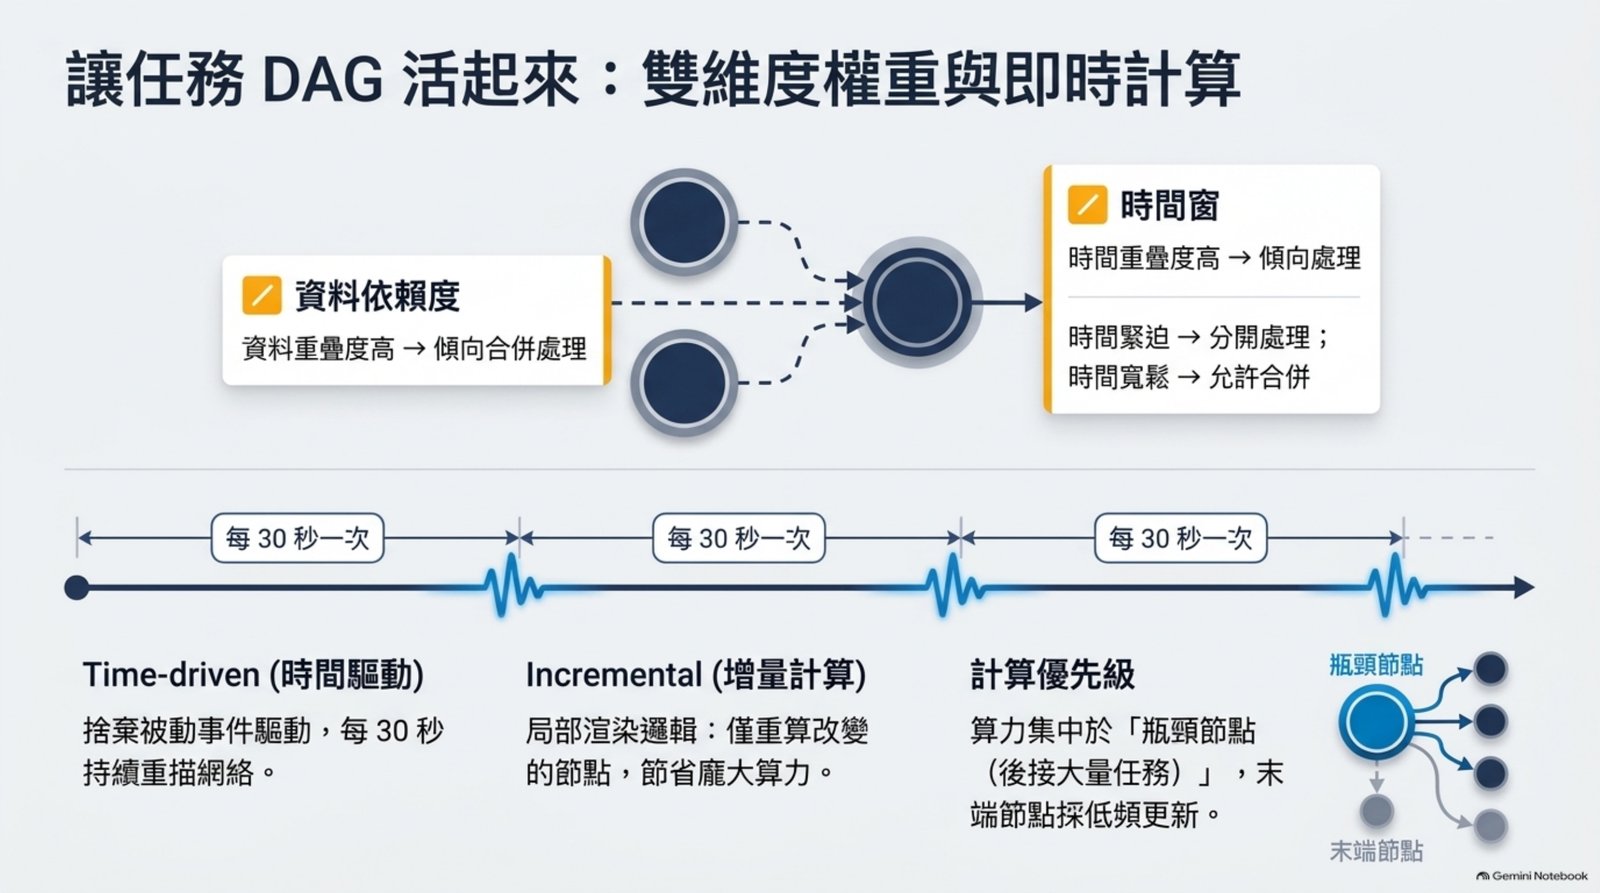 讓任務 DAG 活起來：雙維度權重與即時計算
資料依賴度
資料重疊度高 → 傾向合併處理
時間窗
時間重疊度高 → 傾向處理
時間緊迫 → 分開處理；
時間寬鬆 → 允許合併
每 30 秒一次
每 30 秒一次
每 30 秒一次
Time-driven (時間驅動)
捨棄被動事件驅動，每 30 秒
持續重描網絡。
Incremental (增量計算)
局部渲染邏輯：僅重算改變
的節點，節省龐大算力。
計算優先級
算力集中於「瓶頸節點
（後接大量任務）」，末
端節點採低頻更新。
瓶頸節點
末端節點
Gemini Notebook